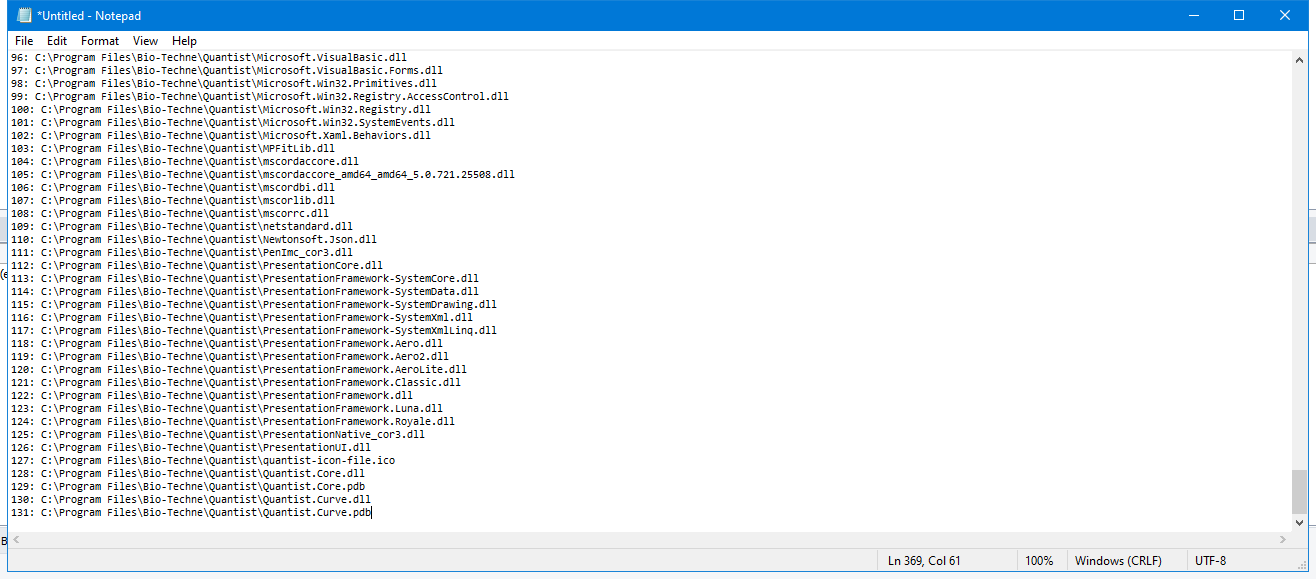 *Untitled - Notepad
File Edit Format View Help
96: C:\Program Files\Bio-Techne\Quantist\Microsoft.VisualBasic.dll
97: C:\Program Files\Bio-Techne\Quantist\Microsoft.VisualBasic.Forms.dll
98: C:\Program Files\Bio-Techne\Quantist\Microsoft.Win32.Primitives.dll
99: C:\Program Files\Bio-Techne\Quantist\Microsoft.Win32.Registry.AccessControl.dll
100: C:\Program Files\Bio-Techne\Quantist\Microsoft.Win32.Registry.dll
101: C:\Program Files\Bio-Techne\Quantist\Microsoft.Win32.SystemEvents.dll
102: C:\Program Files\Bio-Techne\Quantist\Microsoft.Xaml.Behaviors.dll
103: C:\Program Files\Bio-Techne\Quantist\MPFitLib.dll
104: C:\Program Files\Bio-Techne\Quantist\mscordaccore.dll
105: C:\Program Files\Bio-Techne\Quantist\mscordaccore_amd64_amd64_5.0.721.25508.dll
106: C:\Program Files\Bio-Techne\Quantist\mscordbi.dll
107: C:\Program Files\Bio-Techne\Quantist\mscorlib.dll
108: C:\Program Files\Bio-Techne\Quantist\mscorrc.dll
109: C:\Program Files\Bio-Techne\Quantist\netstandard.dll
110: C:\Program Files\Bio-Techne\Quantist\Newtonsoft.Json.dll
111: C:\Program Files\Bio-Techne\Quantist\PenImc_cor3.dll
112: C:\Program Files\Bio-Techne\Quantist\PresentationCore.dll
113: C:\Program Files\Bio-Techne\Quantist\PresentationFramework-SystemCore.dll
114: C:\Program Files\Bio-Techne\Quantist\PresentationFramework-SystemData.dll
115: C:\Program Files\Bio-Techne\Quantist\PresentationFramework-SystemDrawing.dll
116: C:\Program Files\Bio-Techne\Quantist\PresentationFramework-SystemXml.dll
117: C:\Program Files\Bio-Techne\Quantist\PresentationFramework-SystemXmlLinq.dll
118: C:\Program Files\Bio-Techne\Quantist\PresentationFramework.Aero.dll
119: C:\Program Files\Bio-Techne\Quantist\PresentationFramework.Aero2.dll
120: C:\Program Files\Bio-Techne\Quantist\PresentationFramework.AeroLite.dll
121: C:\Program Files\Bio-Techne\Quantist\PresentationFramework.Classic.dll
122: C:\Program Files\Bio-Techne\Quantist\PresentationFramework.dll
123: C:\Program Files\Bio-Techne\Quantist\PresentationFramework.Luna.dll
124: C:\Program Files\Bio-Techne\Quantist\PresentationFramework.Royale.dll
125: C:\Program Files\Bio-Techne\Quantist\PresentationNative_cor3.dll
126: C:\Program Files\Bio-Techne\Quantist\PresentationUI.dll
127: C:\Program Files\Bio-Techne\Quantist\quantist-icon-file.ico
128: C:\Program Files\Bio-Techne\Quantist\Quantist.Core.dll
129: C:\Program Files\Bio-Techne\Quantist\Quantist.Core.pdb
130: C:\Program Files\Bio-Techne\Quantist\Quantist.Curve.dll
131: C:\Program Files\Bio-Techne\Quantist\Quantist.Curve.pdb
Ln 369, Col 61 100% Windows (CRLF) UTF-8